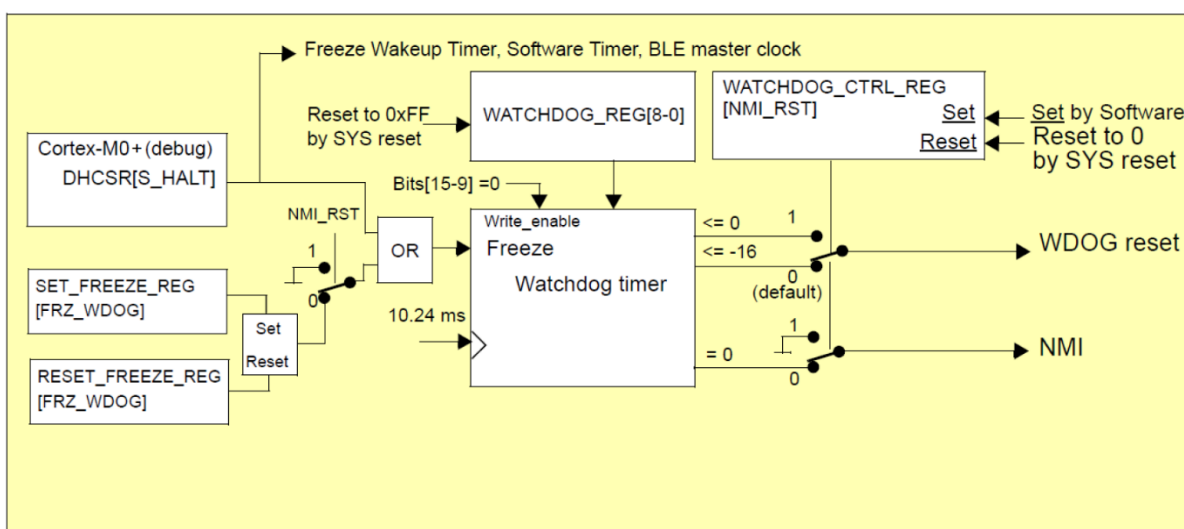 Freeze Wakeup Timer, Software Timer, BLE master clock
Reset to 0xFF
by SYS reset
WATCHDOG_REG[8-0]
WATCHDOG_CTRL_REG
[NMI_RST]
Set
Reset
Set by Software
Reset to 0
by SYS reset
Cortex-M0+(debug)
DHCSR[S_HALT]
Bits[15-9] =0
NMI_RST
1
0
OR
Write_enable
Freeze
Watchdog timer
10.24 ms
<= 0
1
<= -16
0
(default)
WDOG reset
SET_FREEZE_REG
[FRZ_WDOG]
Set
Reset
RESET_FREEZE_REG
[FRZ_WDOG]
= 0
1
0
NMI